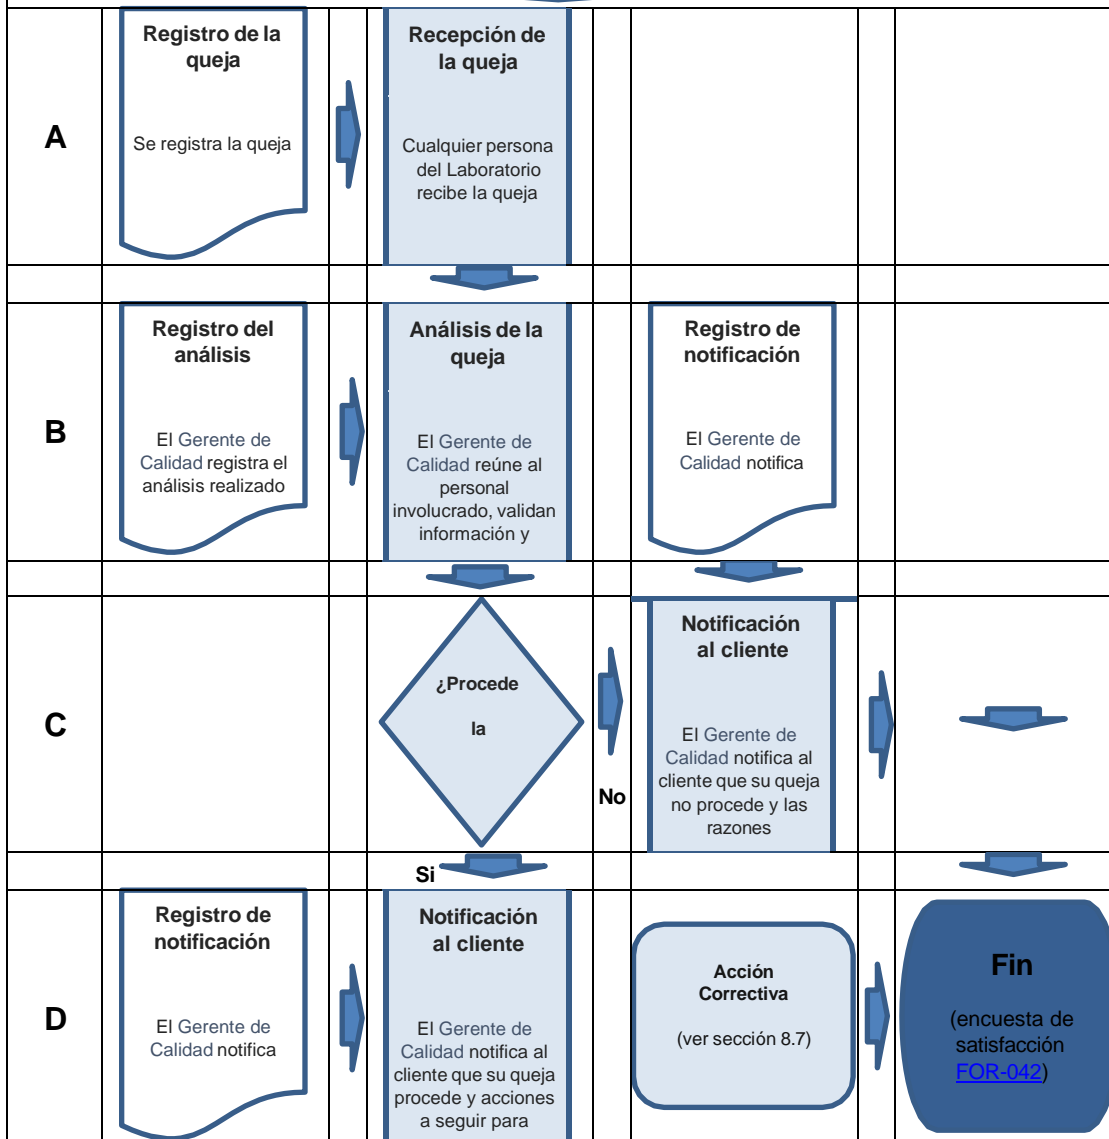 A
Registro de la
queja
Se registra la queja
Recepción de
la queja
Cualquier persona
del Laboratorio
recibe la queja
B
Registro del
análisis
El Gerente de
Calidad registra el
análisis realizado
Análisis de la
queja
El Gerente de
Calidad reúne al
personal
involucrado, validan
información y
Registro de
notificación
El Gerente de
Calidad notifica
C
¿Procede
la
No
Notificación
al cliente
El Gerente de
Calidad notifica al
cliente que su queja
no procede y las
razones
Si
D
Registro de
notificación
El Gerente de
Calidad notifica
Notificación
al cliente
El Gerente de
Calidad notifica al
cliente que su queja
procede y acciones
a seguir para
Acción
Correctiva
(ver sección 8.7)
Fin
(encuesta de
satisfacción
FOR-042)